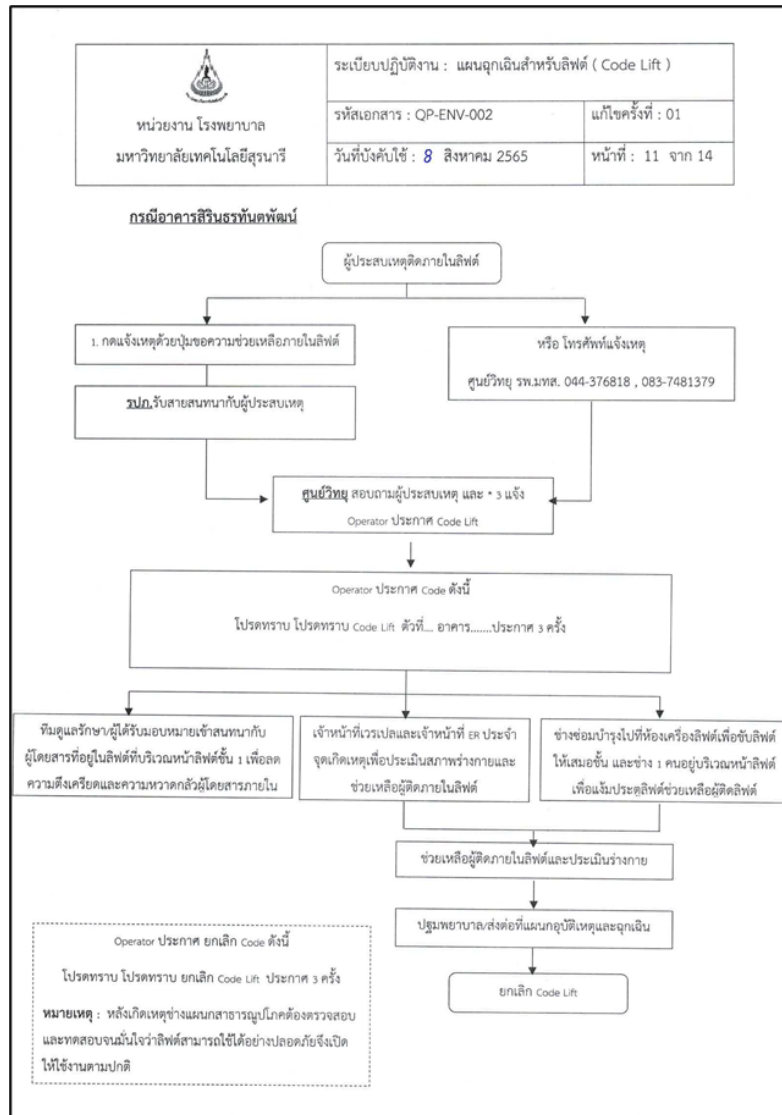 ระเบียบปฏิบัติงาน : แผนฉุกเฉินสำหรับลิฟต์ ( Code Lift )
หน่วยงาน โรงพยาบาล
มหาวิทยาลัยเทคโนโลยีสุรนารี
รหัสเอกสาร : QP-ENV-002
แก้ไขครั้งที่ : 01
วันที่บังคับใช้ : 8 สิงหาคม 2565
หน้าที่ : 11 จาก 14
กรณีอาคารสิรินธรทันตพัฒน์
ผู้ประสบเหตุติดภายในลิฟต์
1. กดแจ้งเหตุด้วยปุ่มขอความช่วยเหลือภายในลิฟต์
รปภ.รับสายสนทนากับผู้ประสบเหตุ
หรือ โทรศัพท์แจ้งเหตุ
ศูนย์วิทยุ รพ.มทส. 044-376818 , 083-7481379
ศูนย์วิทยุ สอบถามผู้ประสบเหตุ และ * 3 แจ้ง
Operator ประกาศ Code Lift
Operator ประกาศ Code ดังนี้
โปรดทราบ โปรดทราบ Code Lift ตัวที่.... อาคาร.......ประกาศ 3 ครั้ง
ทีมดูแลรักษา/ผู้ได้รับมอบหมายเข้าสนทนากับ
ผู้โดยสารที่อยู่ในลิฟต์ที่บริเวณหน้าลิฟต์ชั้น 1 เพื่อลด
ความตึงเครียดและความหวาดกลัวผู้โดยสารภายใน
เจ้าหน้าที่เวรเปลและเจ้าหน้าที่ ER ประจำ
จุดเกิดเหตุเพื่อประเมินสภาพร่างกายและ
ช่วยเหลือผู้ติดภายในลิฟต์
ช่างซ่อมบำรุงไปที่ห้องเครื่องลิฟต์เพื่อขับลิฟต์
ให้เสมอชั้น และช่าง 1 คนอยู่บริเวณหน้าลิฟต์
เพื่อแง้มประตูลิฟต์ช่วยเหลือผู้ติดลิฟต์
ช่วยเหลือผู้ติดภายในลิฟต์และประเมินร่างกาย
ปฐมพยาบาล/ส่งต่อที่แผนกอุบัติเหตุและฉุกเฉิน
ยกเลิก Code Lift
Operator ประกาศ ยกเลิก Code ดังนี้
โปรดทราบ โปรดทราบ ยกเลิก Code Lift ประกาศ 3 ครั้ง
หมายเหตุ : หลังเกิดเหตุช่างแผนกสาธารณูปโภคต้องตรวจสอบ
และทดสอบจนมั่นใจว่าลิฟต์สามารถใช้ได้อย่างปลอดภัยจึงเปิด
ให้ใช้งานตามปกติ